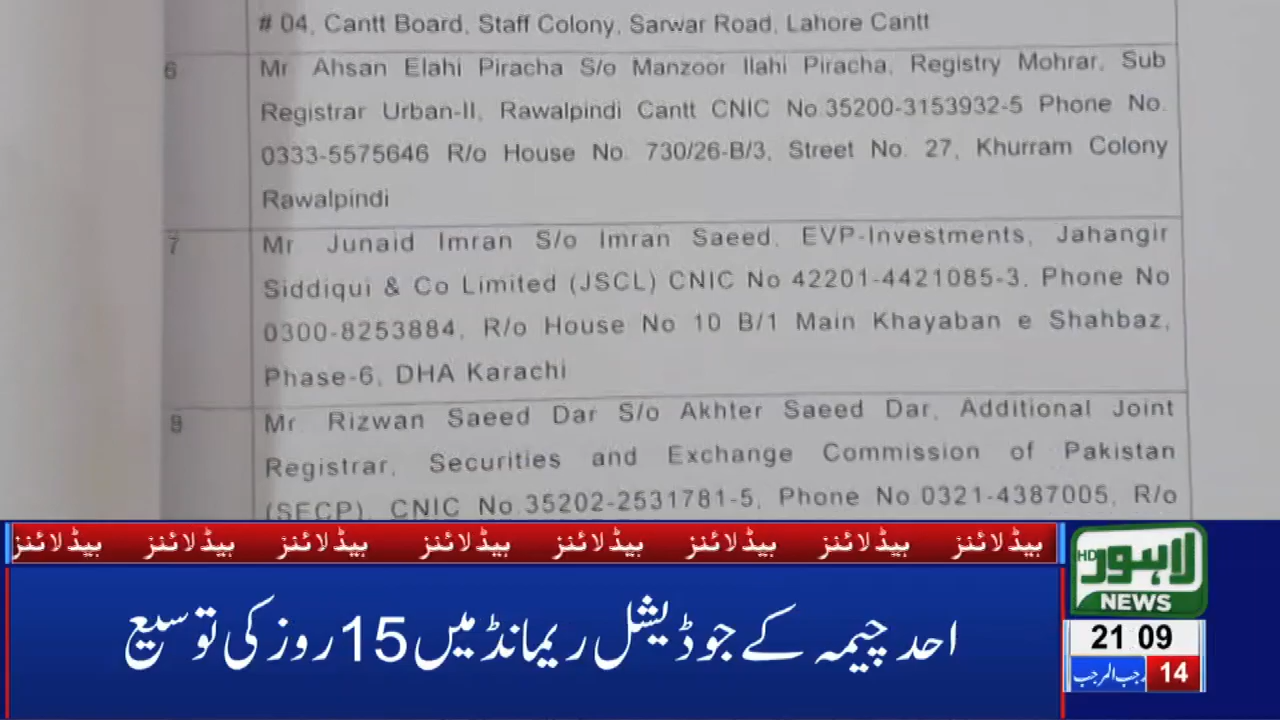 # 04, Cantt Board, Staff Colony, Sarwar Road, Lahore Cantt
6
Mr. Ahsan Elahi Piracha S/o Manzoor Ilahi Piracha, Registry Mohrar, Sub
Registrar Urban-II, Rawalpindi Cantt CNIC No.35200-3153932-5 Phone No.
0333-5575646 R/o House No. 730/26-B/3, Street No. 27, Khurram Colony
Rawalpindi
7
Mr. Junaid Imran S/o Imran Saeed, EVP-Investments, Jahangir
Siddiqui & Co Limited (JSCL) CNIC No 42201-4421085-3, Phone No
0300-8253884, R/o House No 10 B/1 Main Khayaban e Shahbaz,
Phase-6, DHA Karachi
8
Mr. Rizwan Saeed Dar S/o Akhter Saeed Dar, Additional Joint
Registrar, Securities and Exchange Commission of Pakistan
(SECP), CNIC No.35202-2531781-5, Phone No.0321-4387005, R/o
ہیڈلائنز ہیڈلائنز ہیڈلائنز ہیڈلائنز ہیڈلائنز ہیڈلائنز ہیڈلائنز ہیڈلائنز
احد چیمہ کے جوڈیشل ریمانڈ میں 15 روز کی توسیع
لاہور HD
NEWS
21 09
14 رجب المرجب